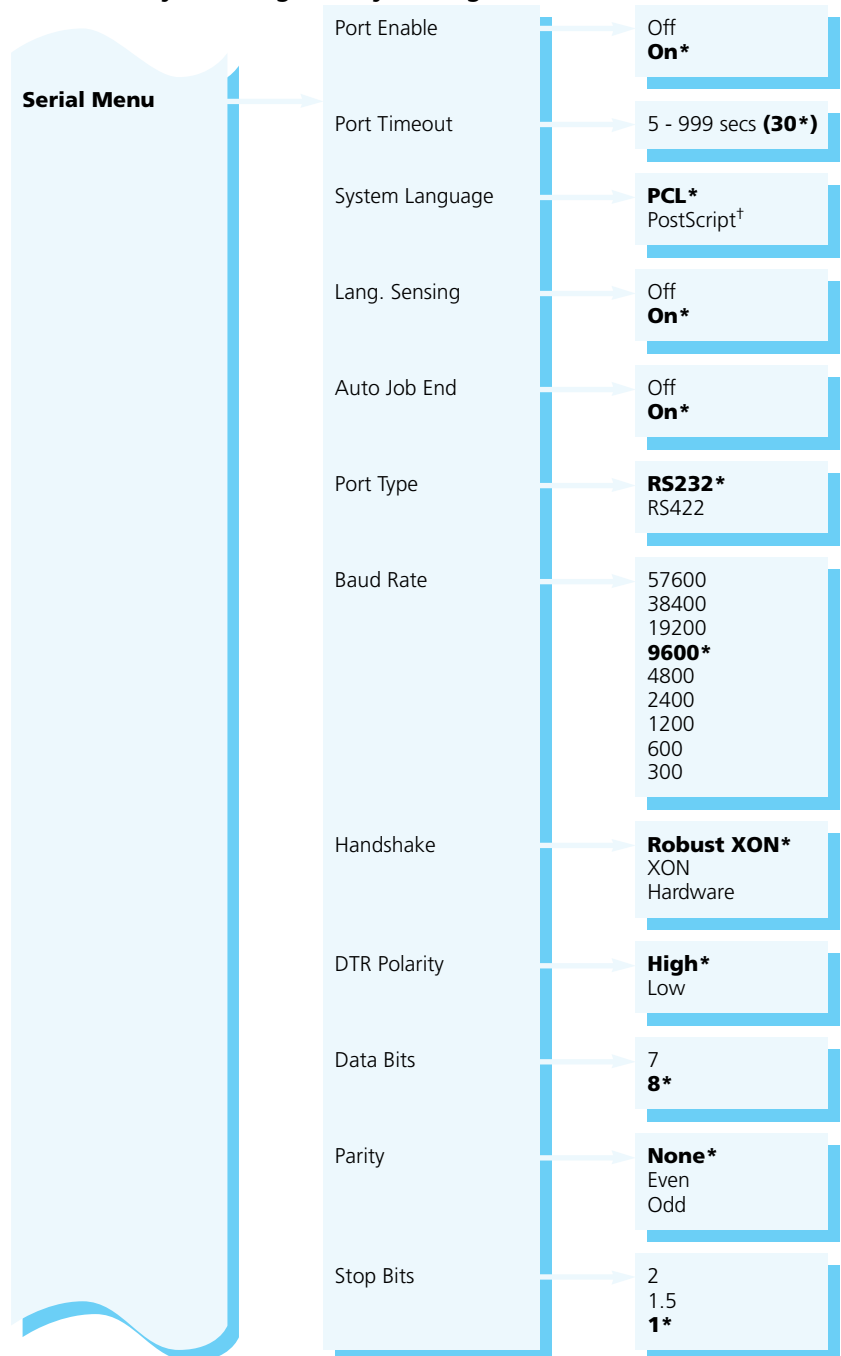 Serial Menu
Port Enable
Off
On*
Port Timeout
5 - 999 secs (30*)
System Language
PCL*
PostScript†
Lang. Sensing
Off
On*
Auto Job End
Off
On*
Port Type
RS232*
RS422
Baud Rate
57600
38400
19200
9600*
4800
2400
1200
600
300
Handshake
Robust XON*
XON
Hardware
DTR Polarity
High*
Low
Data Bits
7
8*
Parity
None*
Even
Odd
Stop Bits
2
1.5
1*